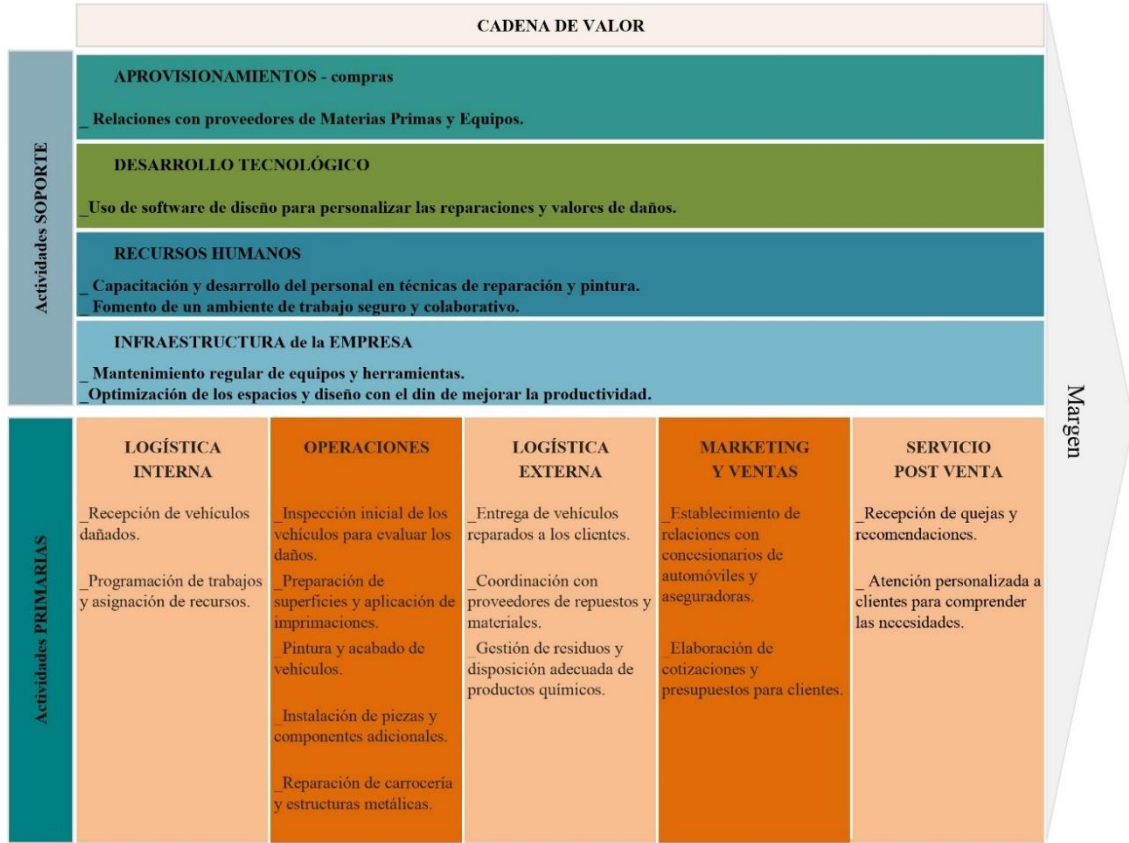 CADENA DE VALOR
Actividades SOPORTE
APROVISIONAMIENTOS - compras
_ Relaciones con proveedores de Materias Primas y Equipos.
DESARROLLO TECNOLÓGICO
_Uso de software de diseño para personalizar las reparaciones y valores de daños.
RECURSOS HUMANOS
_ Capacitación y desarrollo del personal en técnicas de reparación y pintura.
_ Fomento de un ambiente de trabajo seguro y colaborativo.
INFRAESTRUCTURA de la EMPRESA
_ Mantenimiento regular de equipos y herramientas.
_Optimización de los espacios y diseño con el din de mejorar la productividad.
Actividades PRIMARIAS
LOGÍSTICA
INTERNA
_Recepción de vehículos
dañados.
_Programación de trabajos
y asignación de recursos.
OPERACIONES
_Inspección inicial de los
vehículos para evaluar los
daños.
_Preparación de
superficies y aplicación de
imprimaciones.
_Pintura y acabado de
vehículos.
_Instalación de piezas y
componentes adicionales.
_Reparación de carrocería
y estructuras metálicas.
LOGÍSTICA
EXTERNA
_Entrega de vehículos
reparados a los clientes.
_Coordinación con
proveedores de repuestos y
materiales.
_Gestión de residuos y
disposición adecuada de
productos químicos.
MARKETING
Y VENTAS
_Establecimiento de
relaciones con
concesionarios de
automóviles y
aseguradoras.
_Elaboración de
cotizaciones y
presupuestos para clientes.
SERVICIO
POST VENTA
_Recepción de quejas y
recomendaciones.
_ Atención personalizada a
clientes para comprender
las necesidades.
Margen